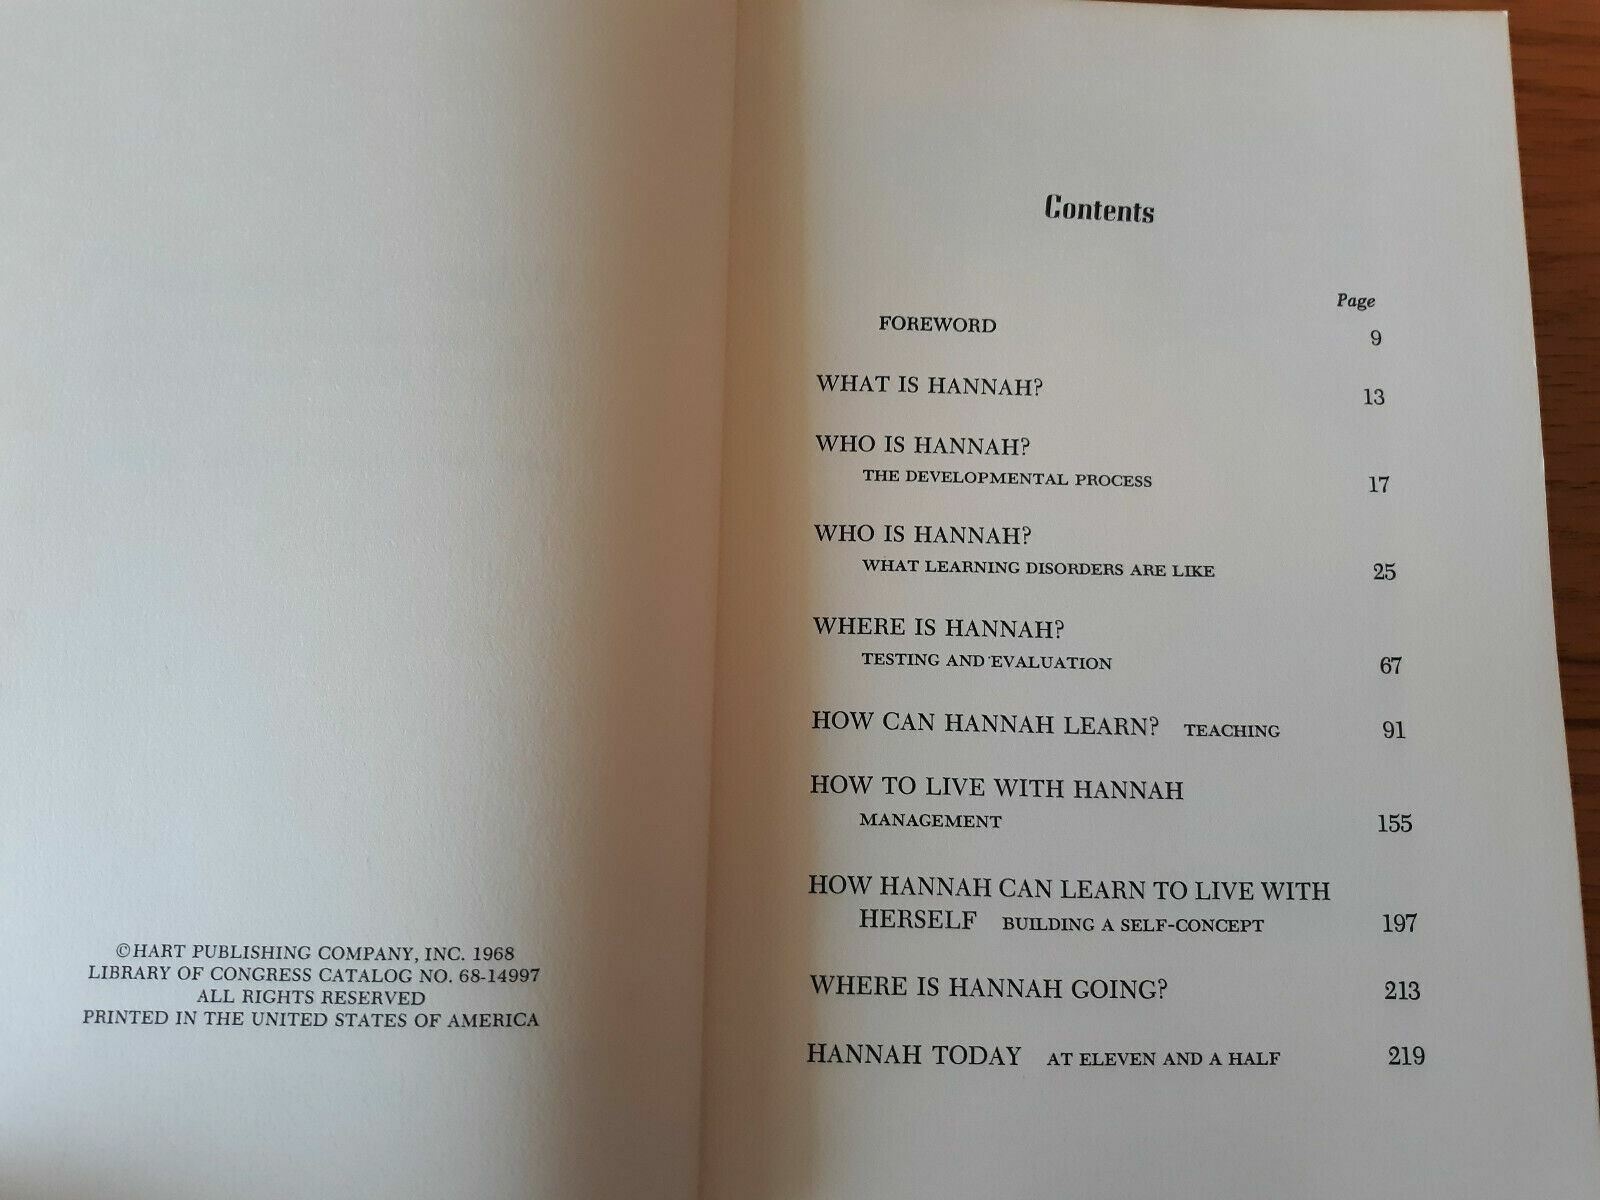 ©HART PUBLISHING COMPANY, INC. 1968
LIBRARY OF CONGRESS CATALOG NO. 68-14997
ALL RIGHTS RESERVED
PRINTED IN THE UNITED STATES OF AMERICA
Contents
Page
FOREWORD 9
WHAT IS HANNAH? 13
WHO IS HANNAH?
THE DEVELOPMENTAL PROCESS 17
WHO IS HANNAH?
WHAT LEARNING DISORDERS ARE LIKE 25
WHERE IS HANNAH?
TESTING AND EVALUATION 67
HOW CAN HANNAH LEARN? TEACHING 91
HOW TO LIVE WITH HANNAH
MANAGEMENT 155
HOW HANNAH CAN LEARN TO LIVE WITH
HERSELF BUILDING A SELF-CONCEPT 197
WHERE IS HANNAH GOING? 213
HANNAH TODAY AT ELEVEN AND A HALF 219